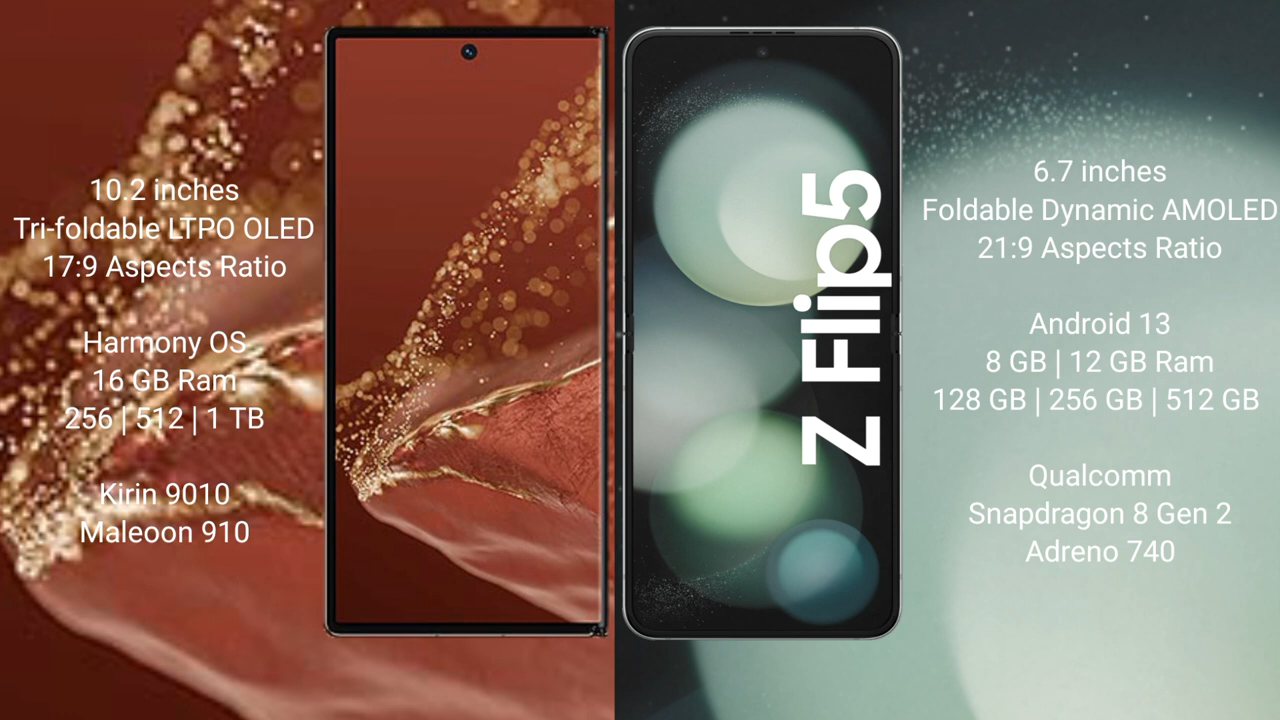 10.2 inches
Tri-foldable LTPO OLED
17:9 Aspects Ratio
Harmony OS
16 GB Ram
256 | 512 | 1 TB
Kirin 9010
Maleoon 910
Z Flip5
6.7 inches
Foldable Dynamic AMOLED
21:9 Aspects Ratio
Android 13
8 GB | 12 GB Ram
128 GB | 256 GB | 512 GB
Qualcomm
Snapdragon 8 Gen 2
Adreno 740